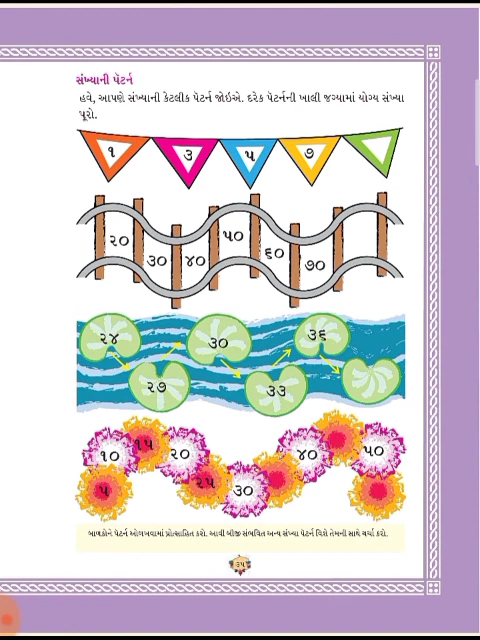 સંખ્યાની પૅટર્ન
હવે, આપણે સંખ્યાની કેટલીક પૅટર્ન જોઇએ. દરેક પૅટર્નની ખાલી જગ્યામાં યોગ્ય સંખ્યા
પૂરો.
૧ ૩ ૫ ૭
૨૦ ૩૦ ૪૦ ૫૦ ૬૦ ૭૦
૨૪ ૨૭ ૩૦ ૩૩ ૩૬
૫ ૧૦ ૧૫ ૨૦ ૨૫ ૩૦ ૪૦ ૫૦
બાળકોને પૅટર્ન ઓળખવામાં પ્રોત્સાહિત કરો. આવી બીજી સંભવિત અન્ય સંખ્યા પૅટર્ન વિશે તેમની સાથે ચર્ચા કરો.